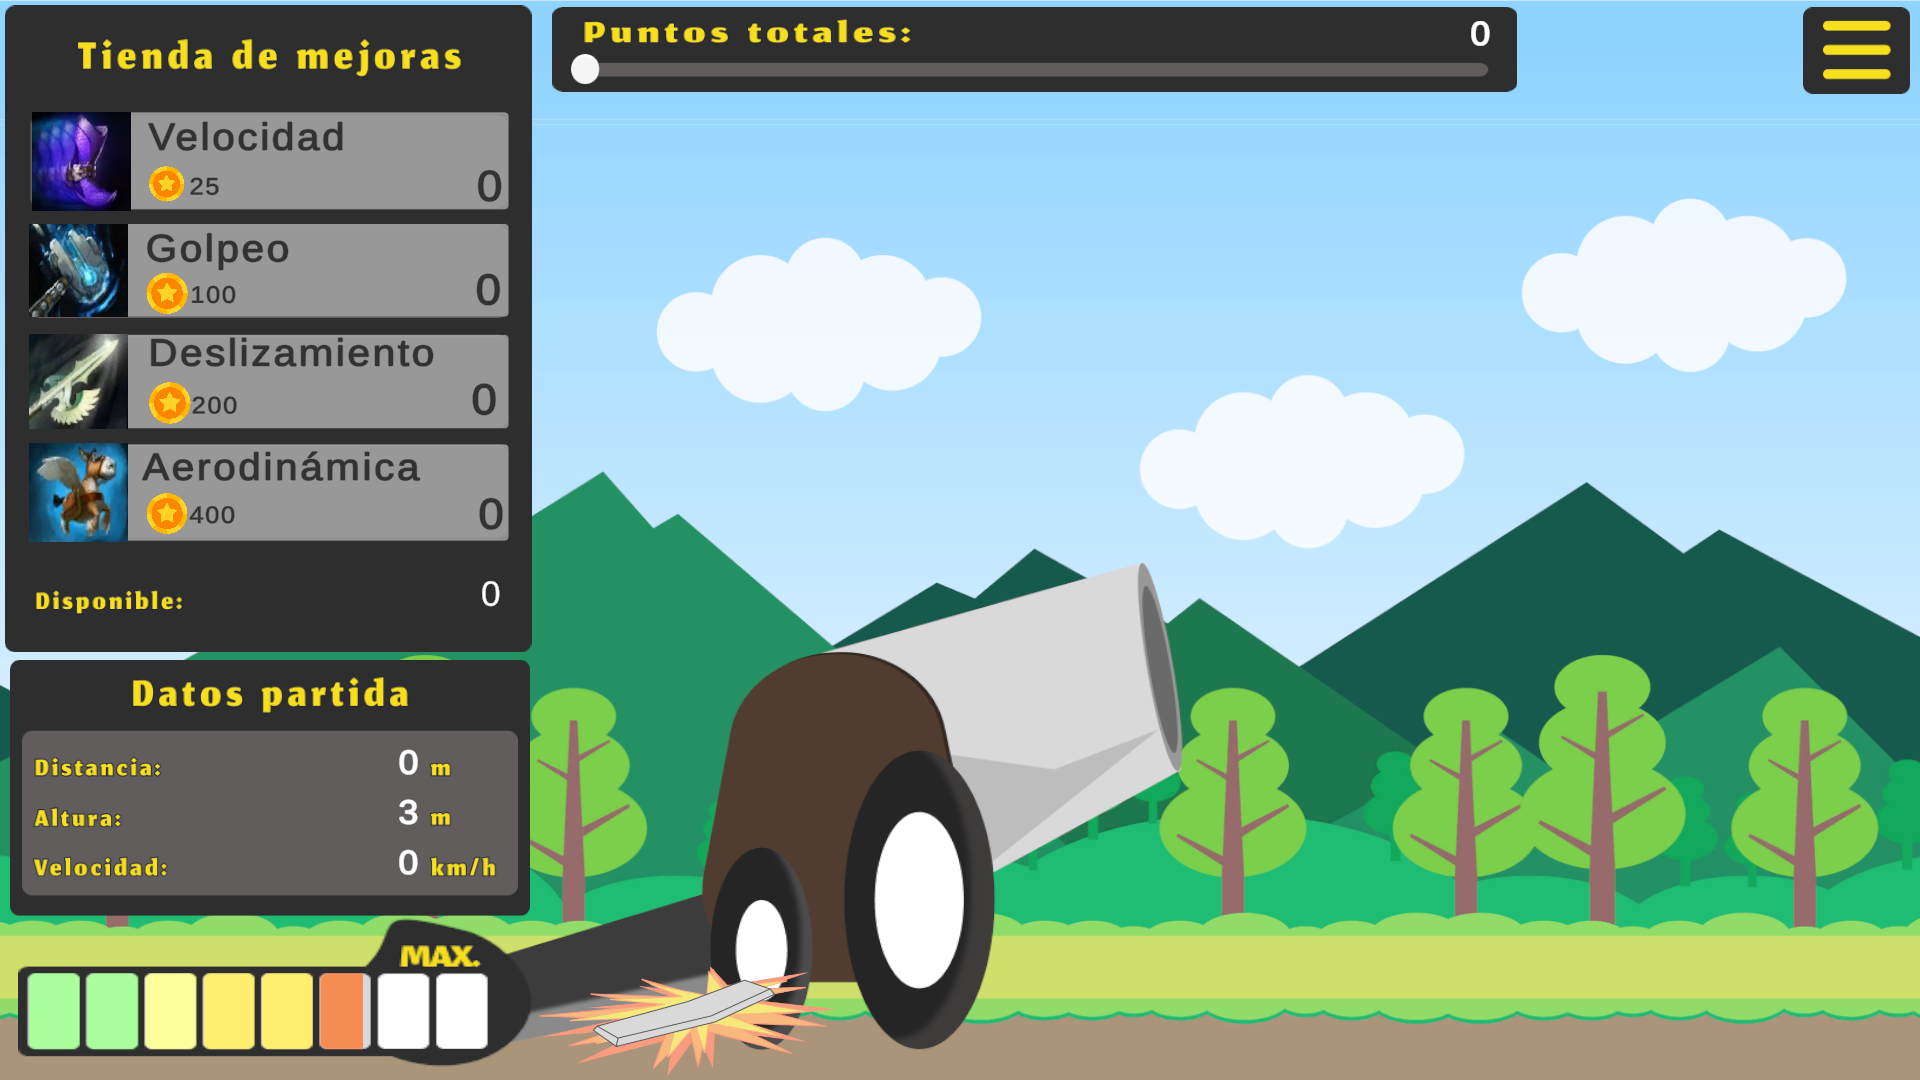 Tienda de mejoras
Velocidad
25
0
Golpeo
100
0
Deslizamiento
200
0
Aerodinámica
400
0
Disponible: 0
Puntos totales: 0
Datos partida
Distancia: 0 m
Altura: 3 m
Velocidad: 0 km/h
MAX.